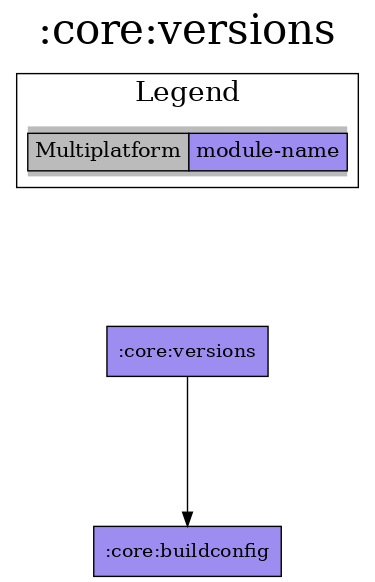 :core:versions
Legend
Multiplatform module-name
:core:versions
:core:buildconfig